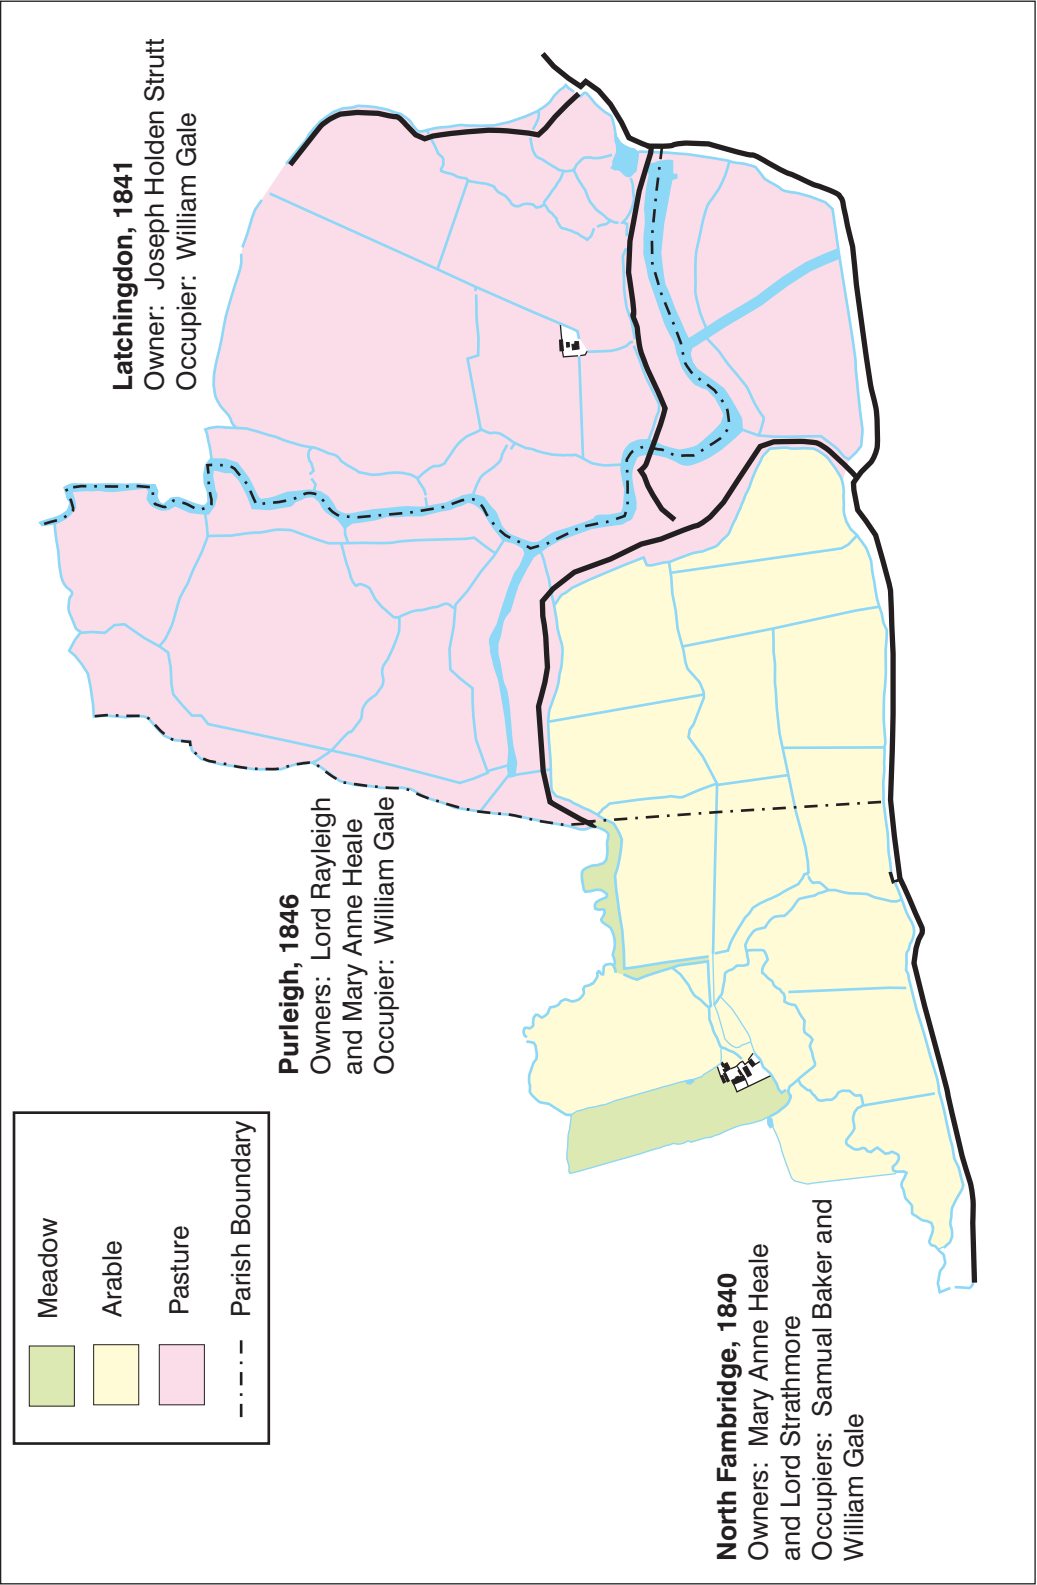 Meadow
Arable
Pasture
Parish Boundary
Latchingdon, 1841
Owner: Joseph Holden Strutt
Occupier: William Gale
Purleigh, 1846
Owners: Lord Rayleigh
and Mary Anne Heale
Occupier: William Gale
North Fambridge, 1840
Owners: Mary Anne Heale
and Lord Strathmore
Occupiers: Samual Baker and
William Gale